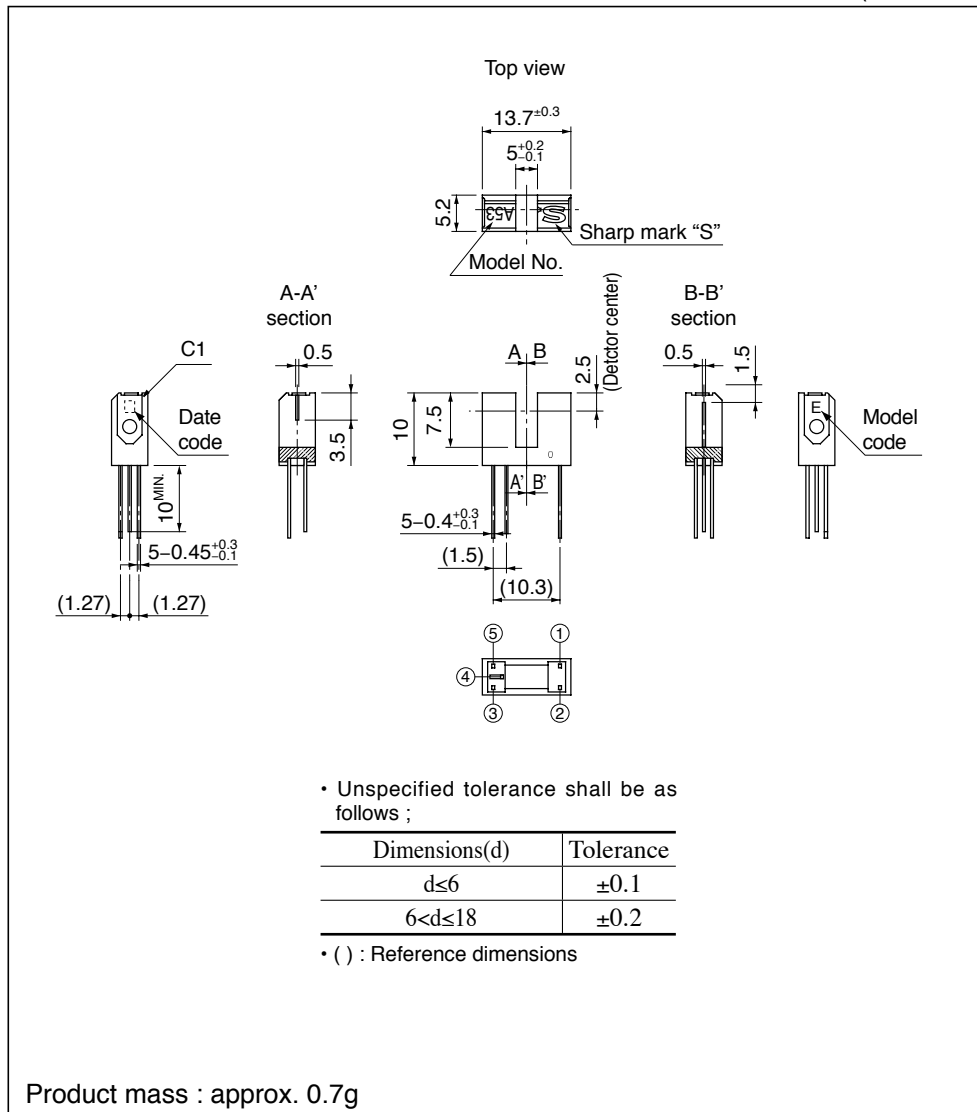 Top view
13.7±0.3
5+0.2 −0.1
5.2
A53
S
Sharp mark “S”
Model No.
A-A'
section
B-B'
section
(Detctor center)
C1
0.5
A B
2.5
0.5
1.5
Date
code
3.5
10
7.5
E
Model
code
0
10MIN.
A' B'
5−0.4+0.3 −0.1
5−0.45+0.3 −0.1
(1.5)
(10.3)
(1.27) (1.27)
⑤ ①
④
③ ②
• Unspecified tolerance shall be as
follows ;
Dimensions(d) Tolerance
d≤6 ±0.1
6<d≤18 ±0.2
• ( ) : Reference dimensions
Product mass : approx. 0.7g